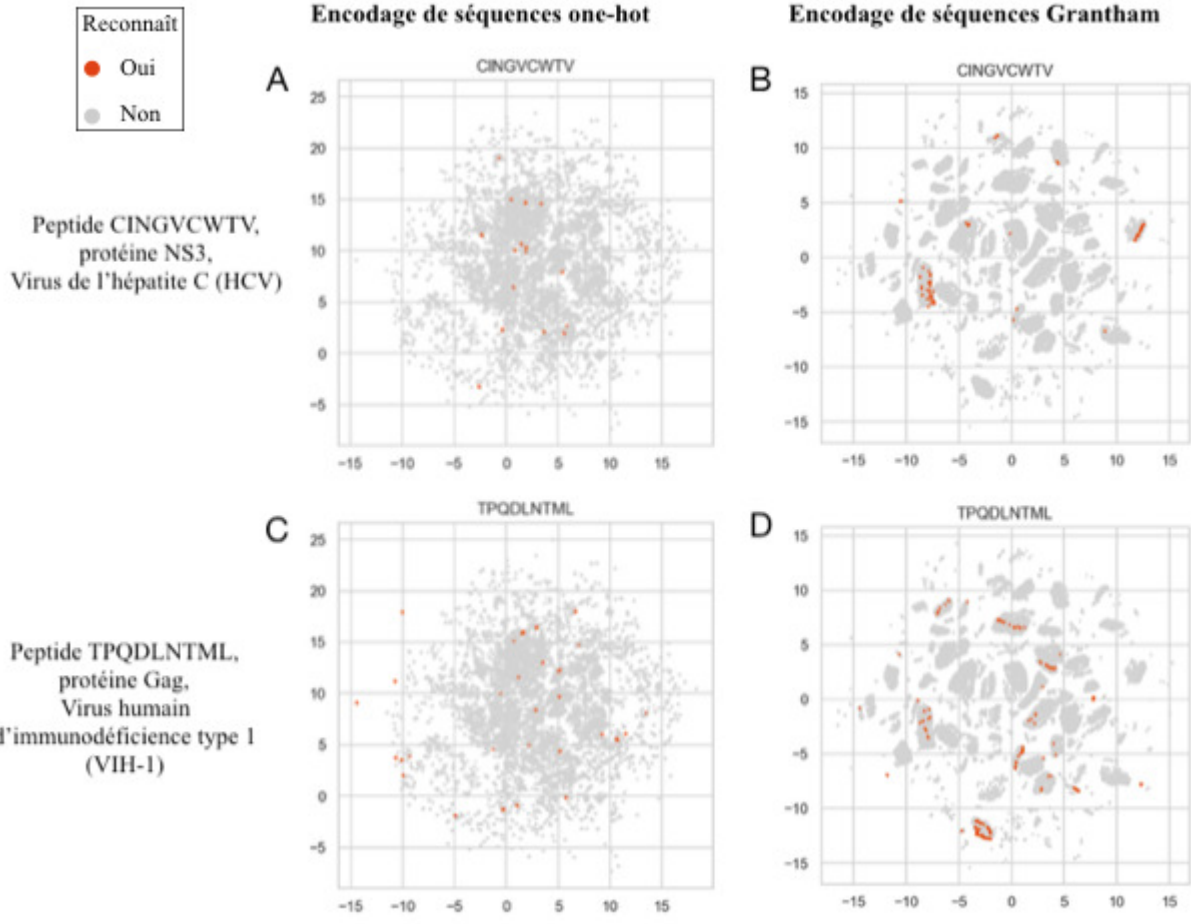 Encodage de séquences one-hot
Encodage de séquences Grantham
Reconnaît
Oui
Non
A
CINGVCWTV
25
20
15
10
5
0
−5
−15 −10 −5 0 5 10 15
B
CINGVCWTV
15
10
5
0
−5
−10
−15
−15 −10 −5 0 5 10 15
Peptide CINGVCWTV,
protéine NS3,
Virus de l'hépatite C (HCV)
C
TPQDLNTML
25
20
15
10
5
0
−5
−15 −10 −5 0 5 10 15
D
TPQDLNTML
15
10
5
0
−5
−10
−15
−15 −10 −5 0 5 10 15
Peptide TPQDLNTML,
protéine Gag,
Virus humain
d'immunodéficience type 1
(VIH-1)